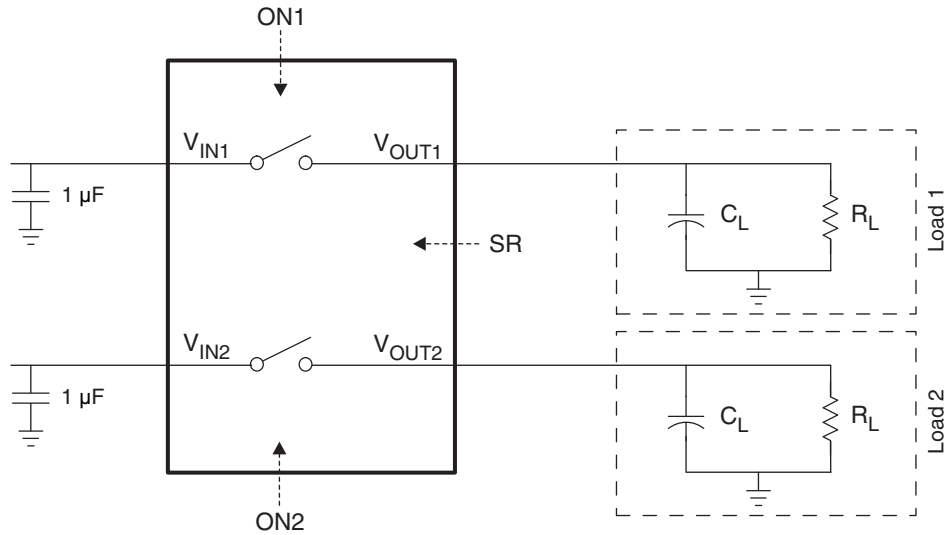 ON1
V_IN1
V_OUT1
1 µF
C_L
R_L
Load 1
SR
V_IN2
V_OUT2
1 µF
C_L
R_L
Load 2
ON2